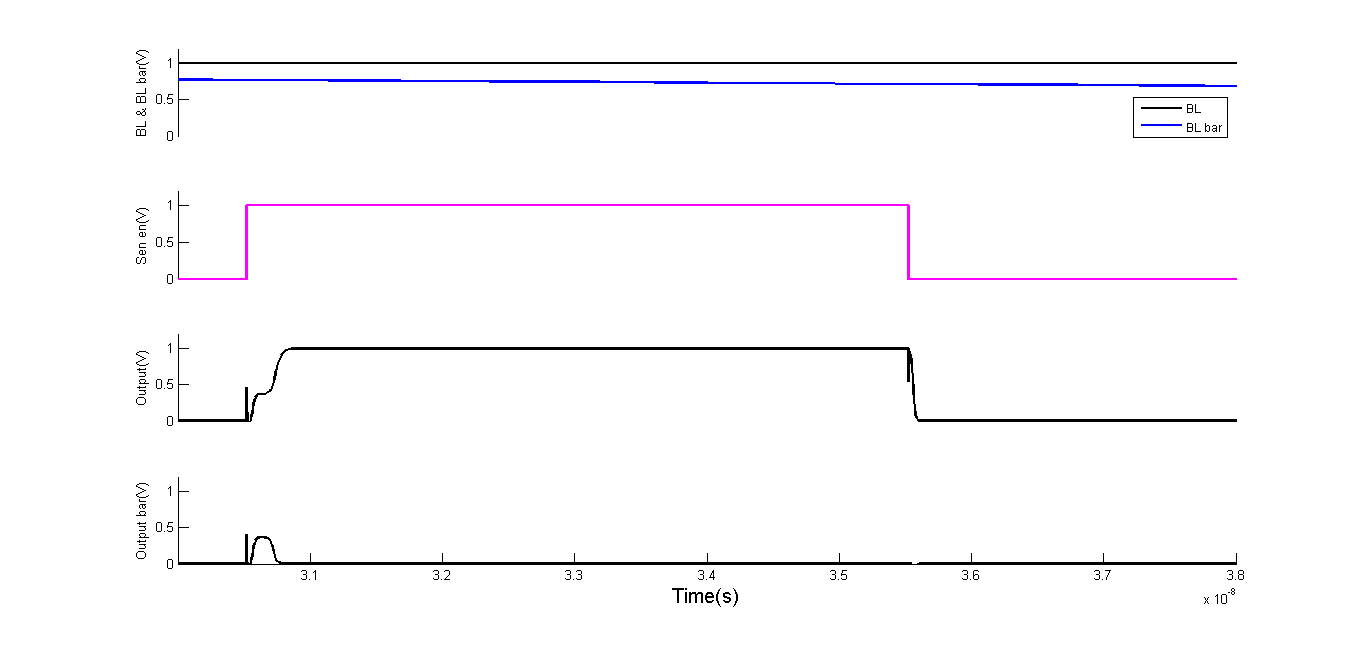 BL & BL bar(V)
1
0.5
0
BL
BL bar
Sen en(V)
1
0.5
0
Output(V)
1
0.5
0
Output bar(V)
1
0.5
0
3.1 3.2 3.3 3.4 3.5 3.6 3.7 3.8
Time(s)
x 10^-8